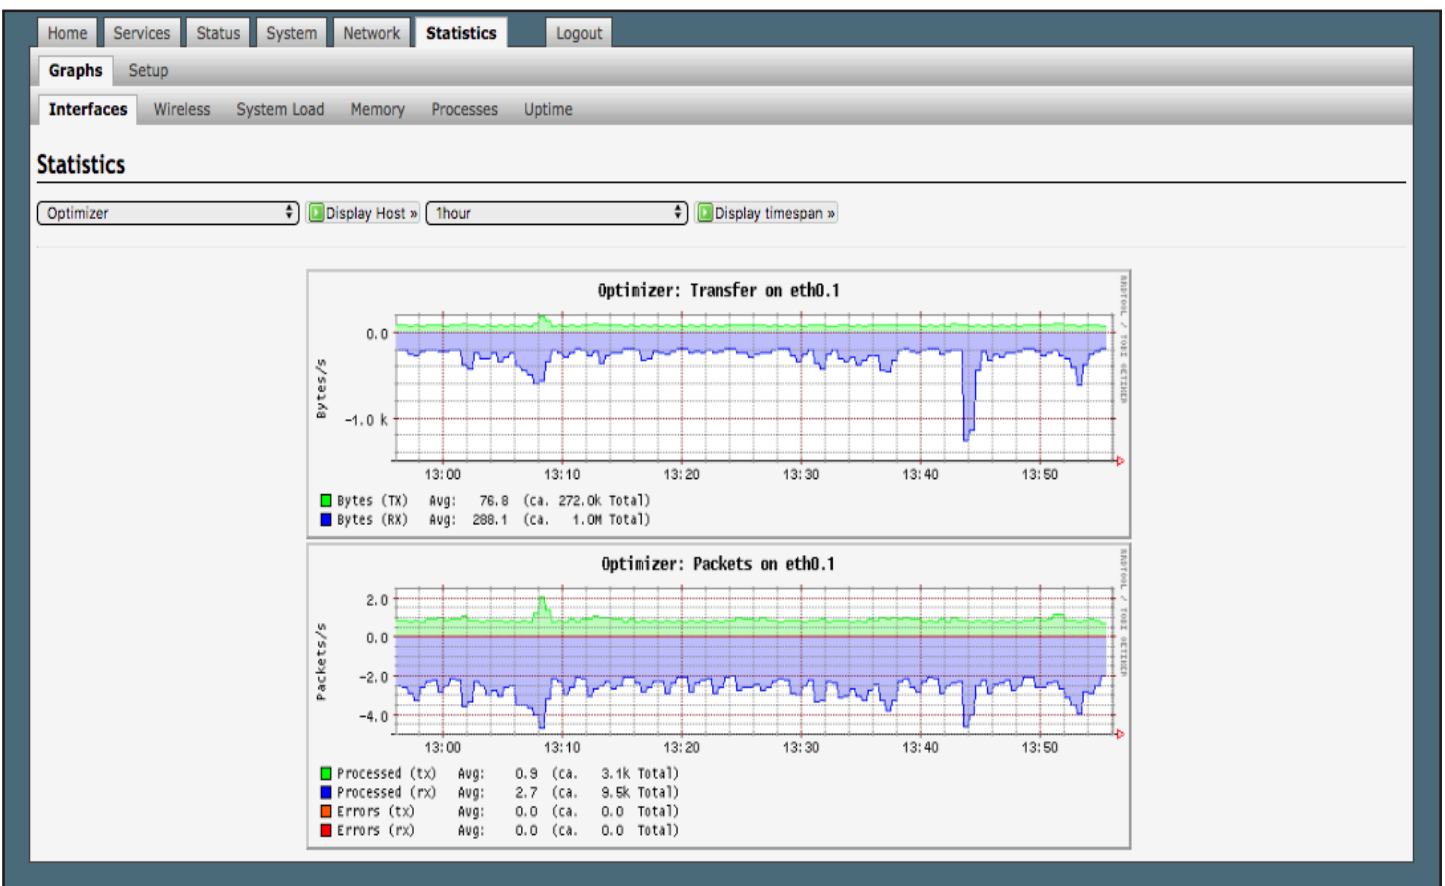 Home Services Status System Network Statistics Logout
Graphs Setup
Interfaces Wireless System Load Memory Processes Uptime
Statistics
Optimizer Display Host » 1hour Display timespan »
Optimizer: Transfer on eth0.1
RRDTOOL / TOBI OETIKER
Bytes/s
0.0
-1.0 k
13:00 13:10 13:20 13:30 13:40 13:50
Bytes (TX) Avg: 76.8 (ca. 272.0k Total)
Bytes (RX) Avg: 288.1 (ca. 1.0M Total)
Optimizer: Packets on eth0.1
RRDTOOL / TOBI OETIKER
Packets/s
2.0
0.0
-2.0
-4.0
13:00 13:10 13:20 13:30 13:40 13:50
Processed (tx) Avg: 0.9 (ca. 3.1k Total)
Processed (rx) Avg: 2.7 (ca. 9.5k Total)
Errors (tx) Avg: 0.0 (ca. 0.0 Total)
Errors (rx) Avg: 0.0 (ca. 0.0 Total)